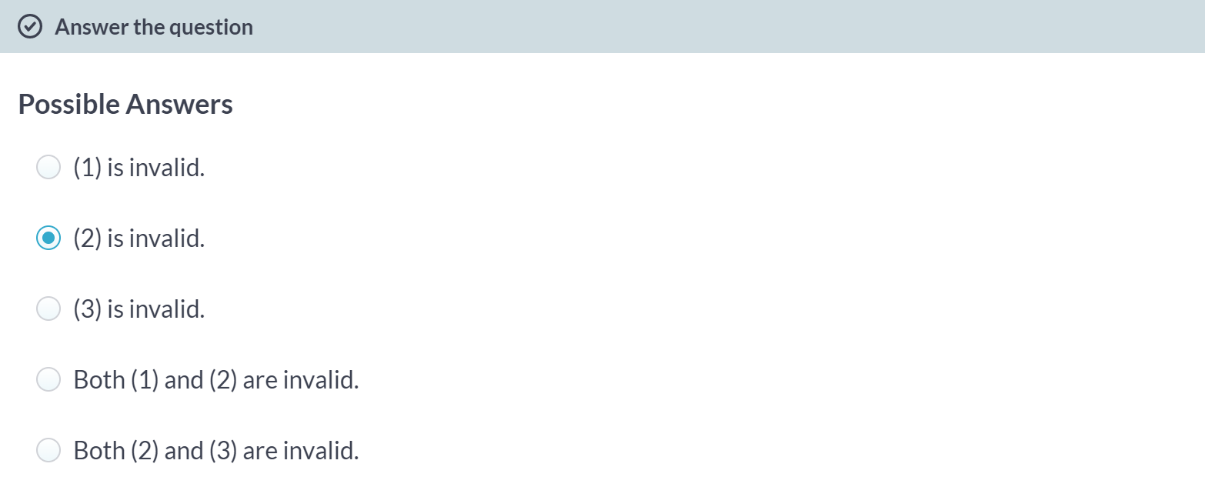 Answer the question
Possible Answers
(1) is invalid.
(2) is invalid.
(3) is invalid.
Both (1) and (2) are invalid.
Both (2) and (3) are invalid.